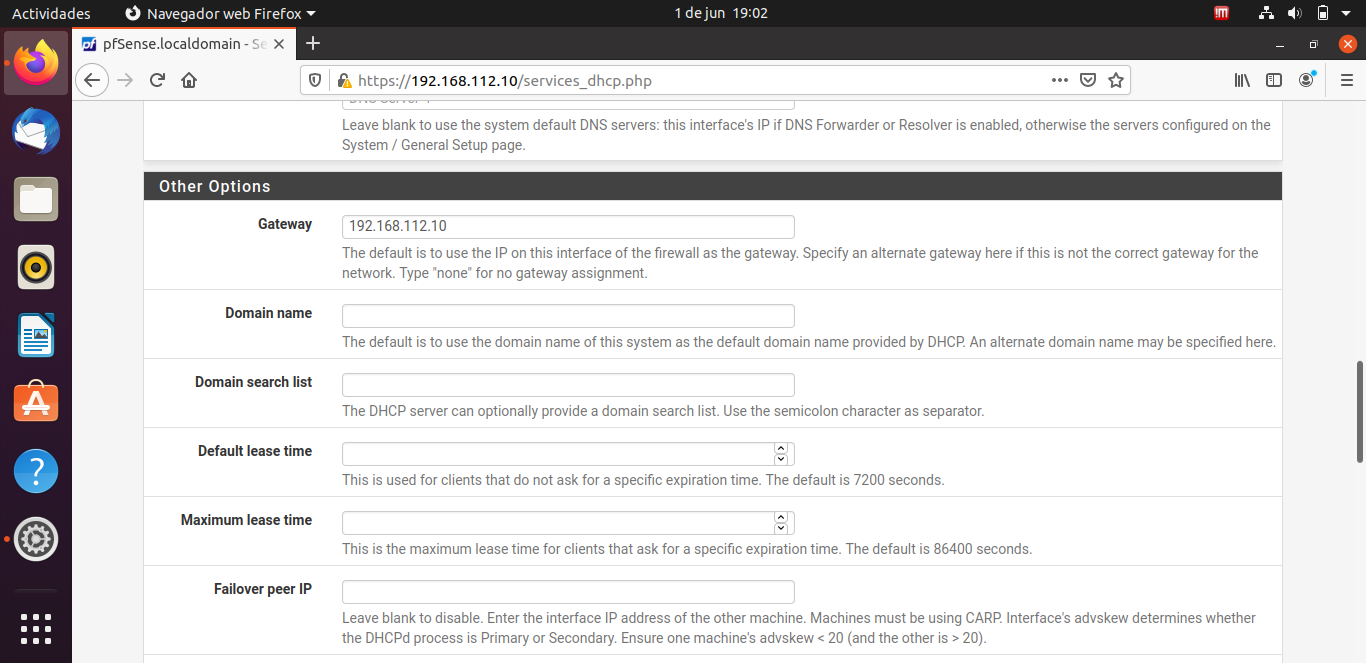 Actividades Navegador web Firefox 1 de jun 19:02
pfSense.localdomain - Se
https://192.168.112.10/services_dhcp.php
Leave blank to use the system default DNS servers: this interface's IP if DNS Forwarder or Resolver is enabled, otherwise the servers configured on the
System / General Setup page.
Other Options
Gateway 192.168.112.10
The default is to use the IP on this interface of the firewall as the gateway. Specify an alternate gateway here if this is not the correct gateway for the
network. Type "none" for no gateway assignment.
Domain name
The default is to use the domain name of this system as the default domain name provided by DHCP. An alternate domain name may be specified here.
Domain search list
The DHCP server can optionally provide a domain search list. Use the semicolon character as separator.
Default lease time
This is used for clients that do not ask for a specific expiration time. The default is 7200 seconds.
Maximum lease time
This is the maximum lease time for clients that ask for a specific expiration time. The default is 86400 seconds.
Failover peer IP
Leave blank to disable. Enter the interface IP address of the other machine. Machines must be using CARP. Interface's advskew determines whether
the DHCPd process is Primary or Secondary. Ensure one machine's advskew < 20 (and the other is > 20).